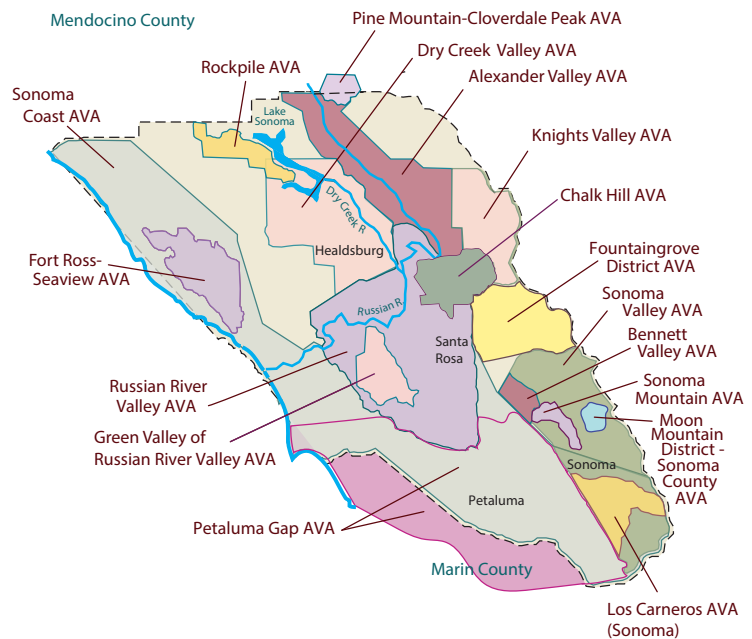 Mendocino County
Pine Mountain-Cloverdale Peak AVA
Dry Creek Valley AVA
Rockpile AVA
Alexander Valley AVA
Sonoma
Coast AVA
Lake
Sonoma
Knights Valley AVA
Chalk Hill AVA
Dry Creek R
Healdsburg
Fort Ross-
Seaview AVA
Fountaingrove
District AVA
Russian R.
Sonoma
Valley AVA
Santa
Rosa
Bennett
Valley AVA
Russian River
Valley AVA
Sonoma
Mountain AVA
Green Valley of
Russian River Valley AVA
Moon
Mountain
District -
Sonoma
County
AVA
Sonoma
Petaluma
Petaluma Gap AVA
Marin County
Los Carneros AVA
(Sonoma)